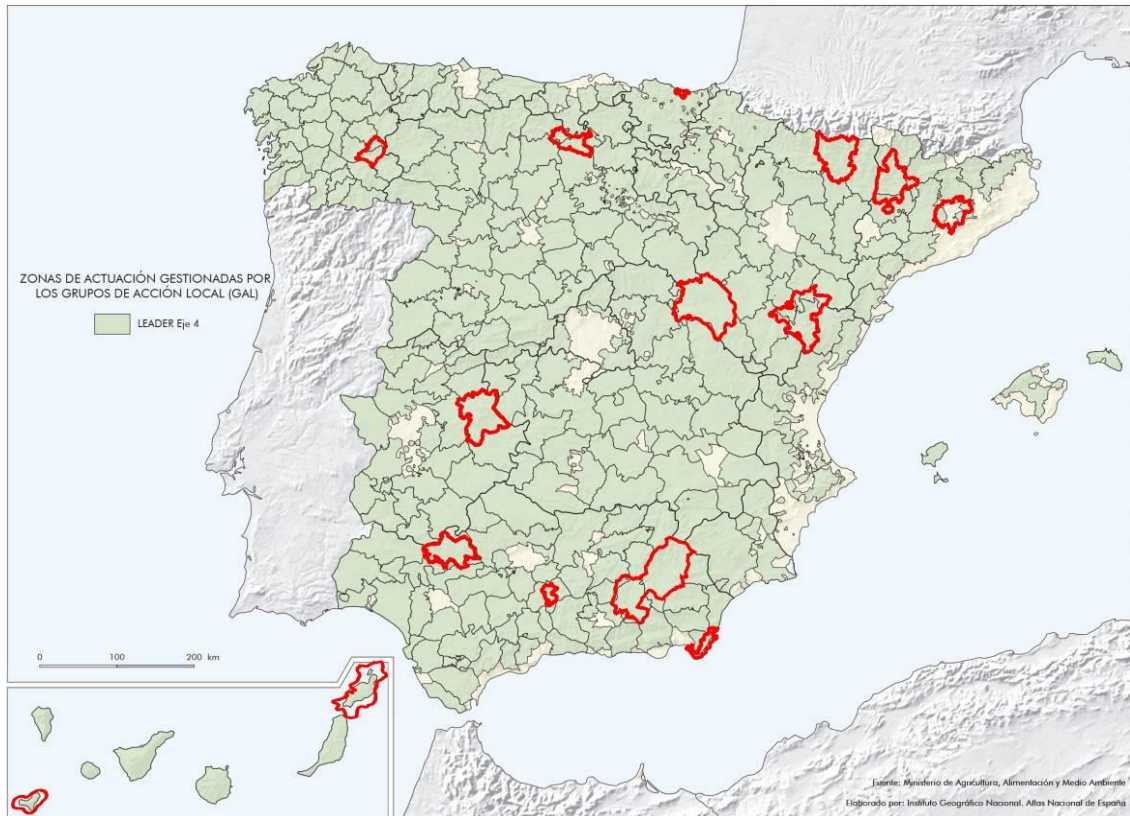 ZONAS DE ACTUACIÓN GESTIONADAS POR
LOS GRUPOS DE ACCIÓN LOCAL (GAL)
LEADER Eje 4
0 100 200 km
Fuente: Ministerio de Agricultura, Alimentación y Medio Ambiente
Elaborado por: Instituto Geográfico Nacional. Atlas Nacional de España